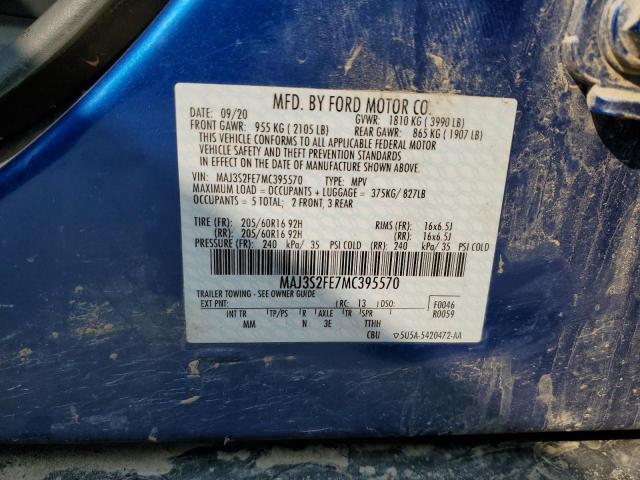 MFD. BY FORD MOTOR CO.
DATE: 09/20 GVWR: 1810 KG ( 3990 LB)
FRONT GAWR: 955 KG ( 2105 LB) REAR GAWR: 865 KG ( 1907 LB)
THIS VEHICLE CONFORMS TO ALL APPLICABLE FEDERAL MOTOR
VEHICLE SAFETY AND THEFT PREVENTION STANDARDS
IN EFFECT ON THE DATE OF MANUFACTURE SHOWN ABOVE.
VIN: MAJ3S2FE7MC395570 TYPE: MPV
MAXIMUM LOAD = OCCUPANTS + LUGGAGE = 375KG/ 827LB
OCCUPANTS = 5 TOTAL; 2 FRONT, 3 REAR
TIRE (FR): 205/60R16 92H RIMS (FR): 16x6.5J
(RR): 205/60R16 92H (RR): 16x6.5J
PRESSURE (FR): 240 kPa/ 35 PSI COLD (RR): 240 kPa/ 35 PSI COLD
MAJ3S2FE7MC395570
TRAILER TOWING - SEE OWNER GUIDE
EXT PNT: RC: 13 DSO: F0046
INT TR TP/PS R AXLE TR SPR R0059
MM N 3E TTHH
CBU ▽5U5A-5420472-AA